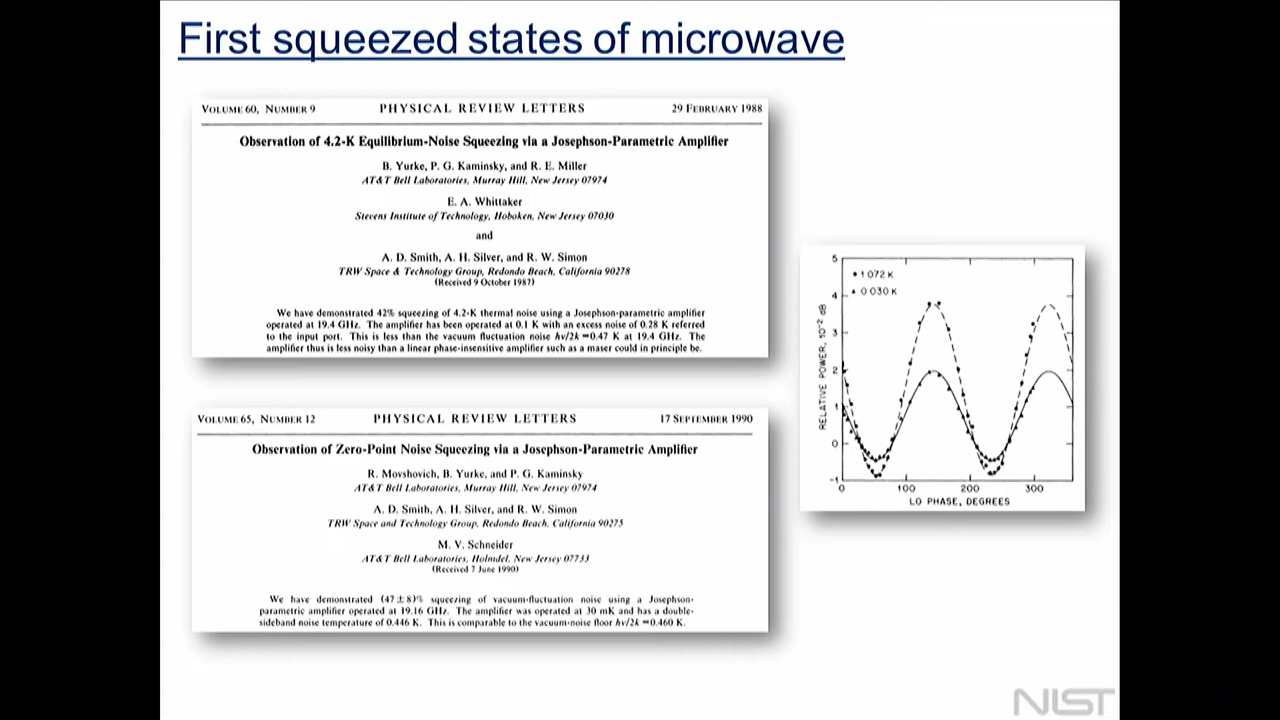 First squeezed states of microwave
VOLUME 60, NUMBER 9 PHYSICAL REVIEW LETTERS 29 FEBRUARY 1988
Observation of 4.2-K Equilibrium-Noise Squeezing via a Josephson-Parametric Amplifier
B. Yurke, P. G. Kaminsky, and R. E. Miller
AT&T Bell Laboratories, Murray Hill, New Jersey 07974
E. A. Whittaker
Stevens Institute of Technology, Hoboken, New Jersey 07030
and
A. D. Smith, A. H. Silver, and R. W. Simon
TRW Space & Technology Group, Redondo Beach, California 90278
(Received 9 October 1987)
We have demonstrated 42% squeezing of 4.2-K thermal noise using a Josephson-parametric amplifier
operated at 19.4 GHz. The amplifier has been operated at 0.1 K with an excess noise of 0.28 K referred
to the input port. This is less than the vacuum fluctuation noise hν/2k =0.47 K at 19.4 GHz. The
amplifier thus is less noisy than a linear phase-insensitive amplifier such as a maser could in principle be.
VOLUME 65, NUMBER 12 PHYSICAL REVIEW LETTERS 17 SEPTEMBER 1990
Observation of Zero-Point Noise Squeezing via a Josephson-Parametric Amplifier
R. Movshovich, B. Yurke, and P. G. Kaminsky
AT&T Bell Laboratories, Murray Hill, New Jersey 07974
A. D. Smith, A. H. Silver, and R. W. Simon
TRW Space and Technology Group, Redondo Beach, California 90275
M. V. Schneider
AT&T Bell Laboratories, Holmdel, New Jersey 07733
(Received 7 June 1990)
We have demonstrated (47±8)% squeezing of vacuum-fluctuation noise using a Josephson-
parametric amplifier operated at 19.16 GHz. The amplifier was operated at 30 mK and has a double-
sideband noise temperature of 0.446 K. This is comparable to the vacuum-noise floor hν/2k =0.460 K.
1.072 K
0.030 K
RELATIVE POWER, 10⁻² dB
5
4
3
2
1
0
-1
0 100 200 300
LO PHASE, DEGREES
NIST